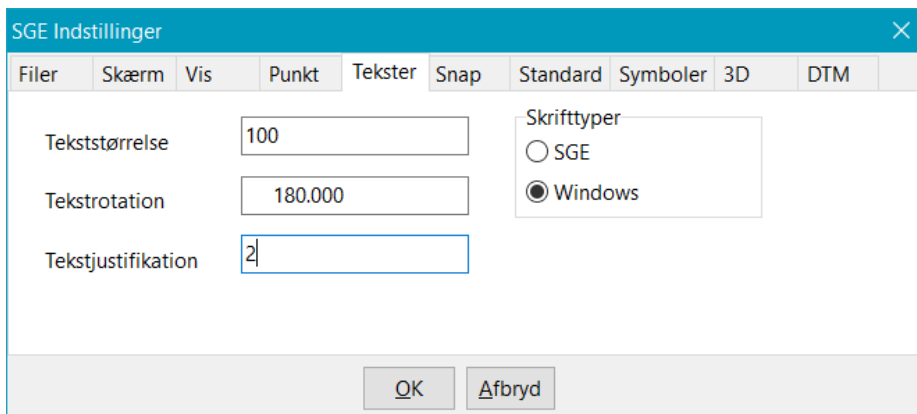 SGE Indstillinger
Filer Skærm Vis Punkt Tekster Snap Standard Symboler 3D DTM
Tekststørrelse 100
Tekstrotation 180.000
Tekstjustifikation 2
Skrifttyper
SGE
Windows
OK Afbryd